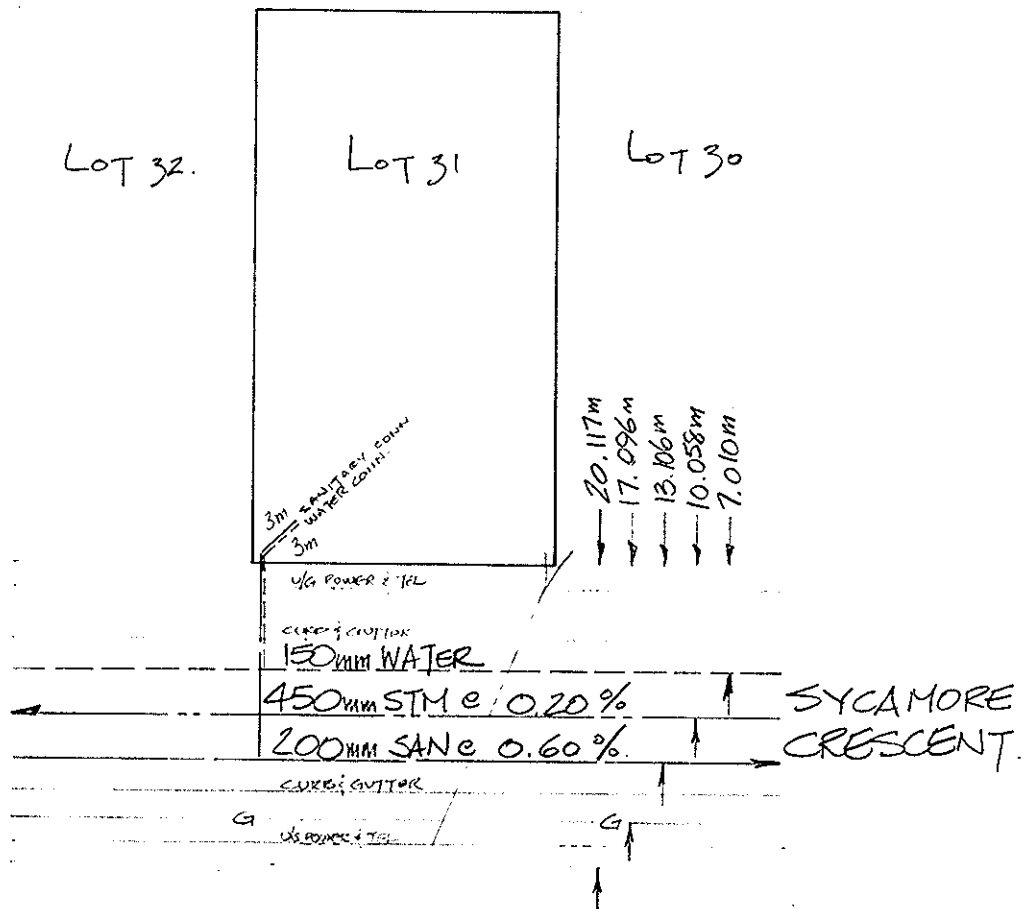 LOT 32.
LOT 31
LOT 30
20.117m
17.096m
13.106m
10.058m
7.010m
3m
SANITARY CONN
WATER CONN.
3m
U/G POWER & TEL
CURB & GUTTOR
150mm WATER
450mm STM @ 0.20 %
200mm SAN @ 0.60 %
SYCAMORE
CRESCENT.
CURB & GUTTOR
G
G
U/G POWER & TEL